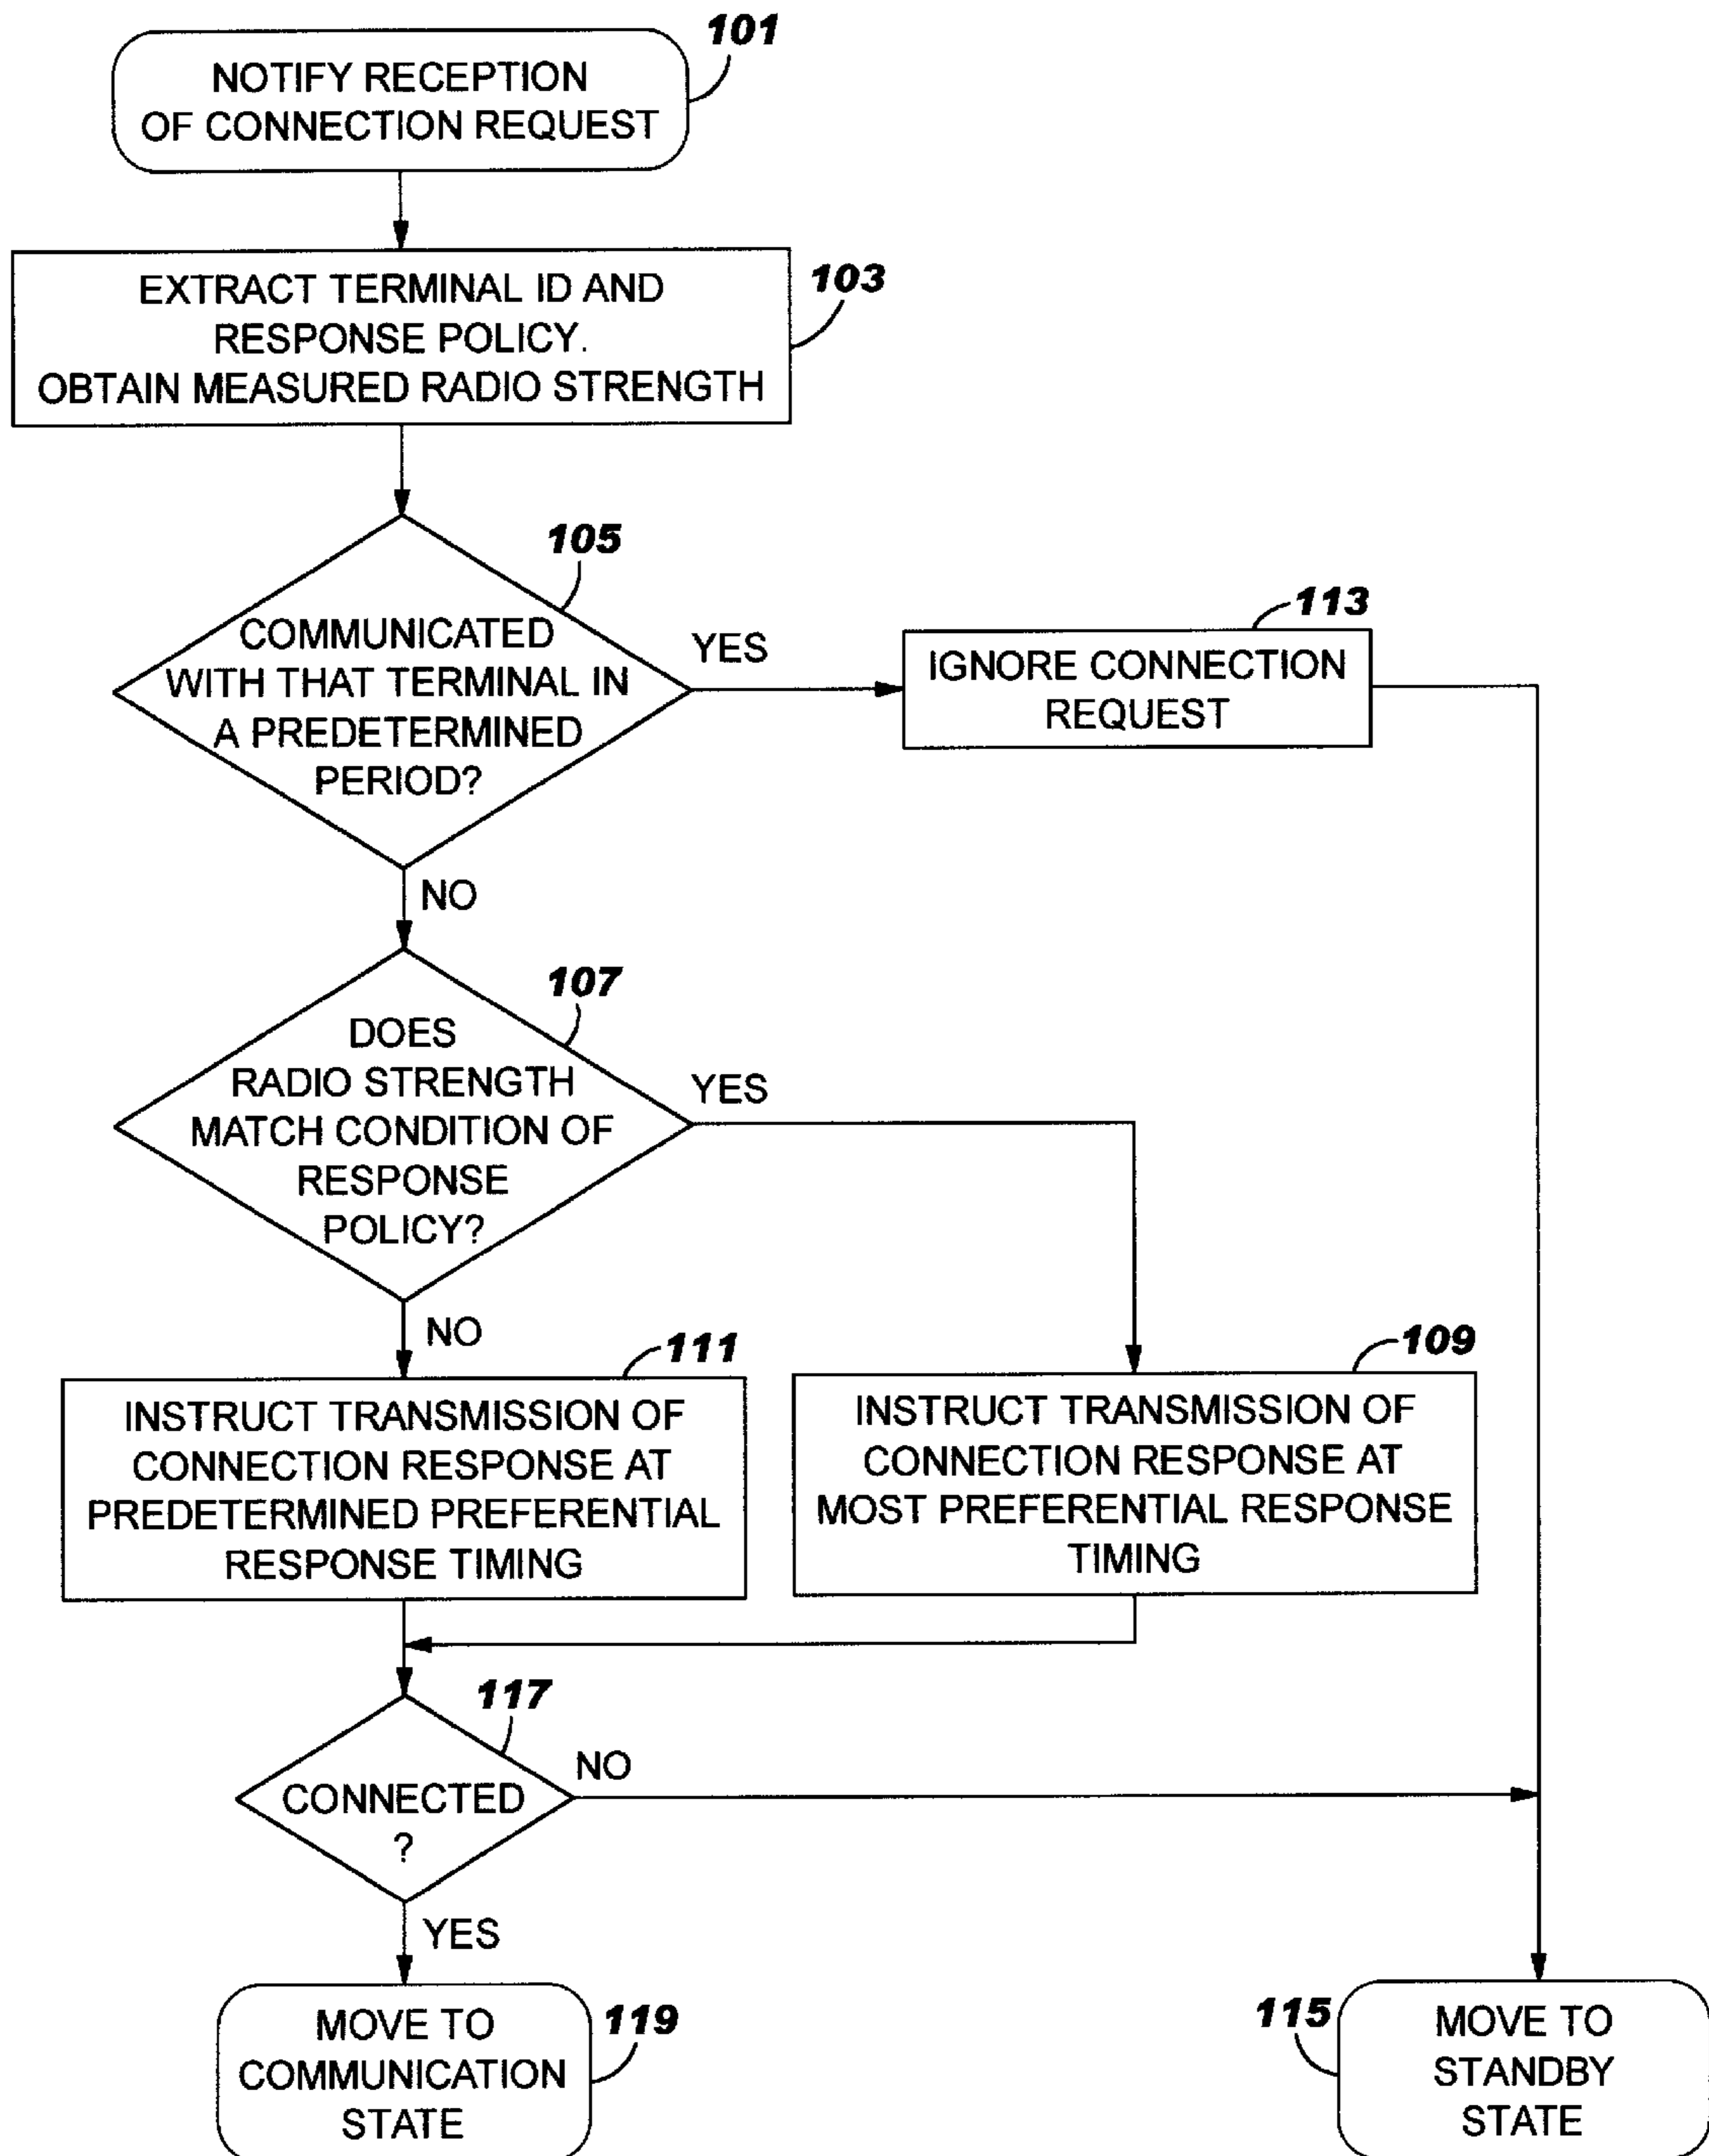 101
NOTIFY RECEPTION
OF CONNECTION REQUEST
103
EXTRACT TERMINAL ID AND
RESPONSE POLICY.
OBTAIN MEASURED RADIO STRENGTH
105
COMMUNICATED
WITH THAT TERMINAL IN
A PREDETERMINED
PERIOD?
YES
113
IGNORE CONNECTION
REQUEST
NO
107
DOES
RADIO STRENGTH
MATCH CONDITION OF
RESPONSE
POLICY?
YES
NO
111
INSTRUCT TRANSMISSION OF
CONNECTION RESPONSE AT
PREDETERMINED PREFERENTIAL
RESPONSE TIMING
109
INSTRUCT TRANSMISSION OF
CONNECTION RESPONSE AT
MOST PREFERENTIAL RESPONSE
TIMING
117
CONNECTED
?
NO
YES
MOVE TO
COMMUNICATION
STATE
119
115
MOVE TO
STANDBY
STATE